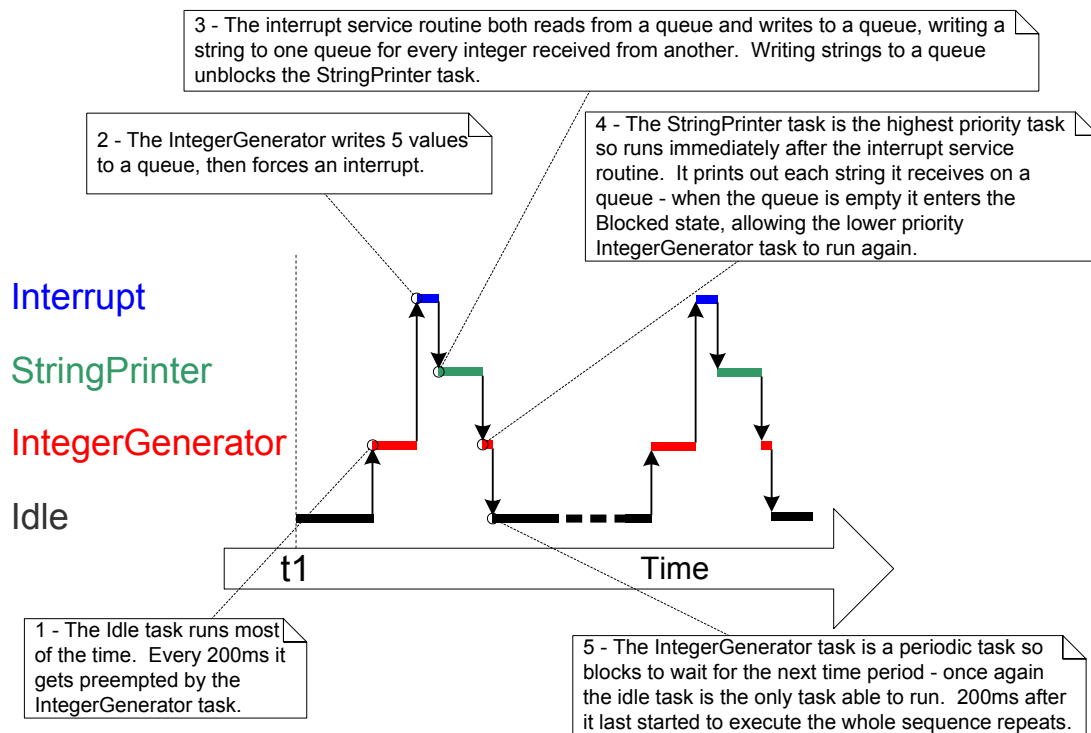 3 - The interrupt service routine both reads from a queue and writes to a queue, writing a
string to one queue for every integer received from another.  Writing strings to a queue
unblocks the StringPrinter task.
2 - The IntegerGenerator writes 5 values
to a queue, then forces an interrupt.
4 - The StringPrinter task is the highest priority task
so runs immediately after the interrupt service
routine.  It prints out each string it receives on a
queue - when the queue is empty it enters the
Blocked state, allowing the lower priority
IntegerGenerator task to run again.
Interrupt
StringPrinter
IntegerGenerator
Idle
t1
Time
1 - The Idle task runs most
of the time.  Every 200ms it
gets preempted by the
IntegerGenerator task.
5 - The IntegerGenerator task is a periodic task so
blocks to wait for the next time period - once again
the idle task is the only task able to run.  200ms after
it last started to execute the whole sequence repeats.